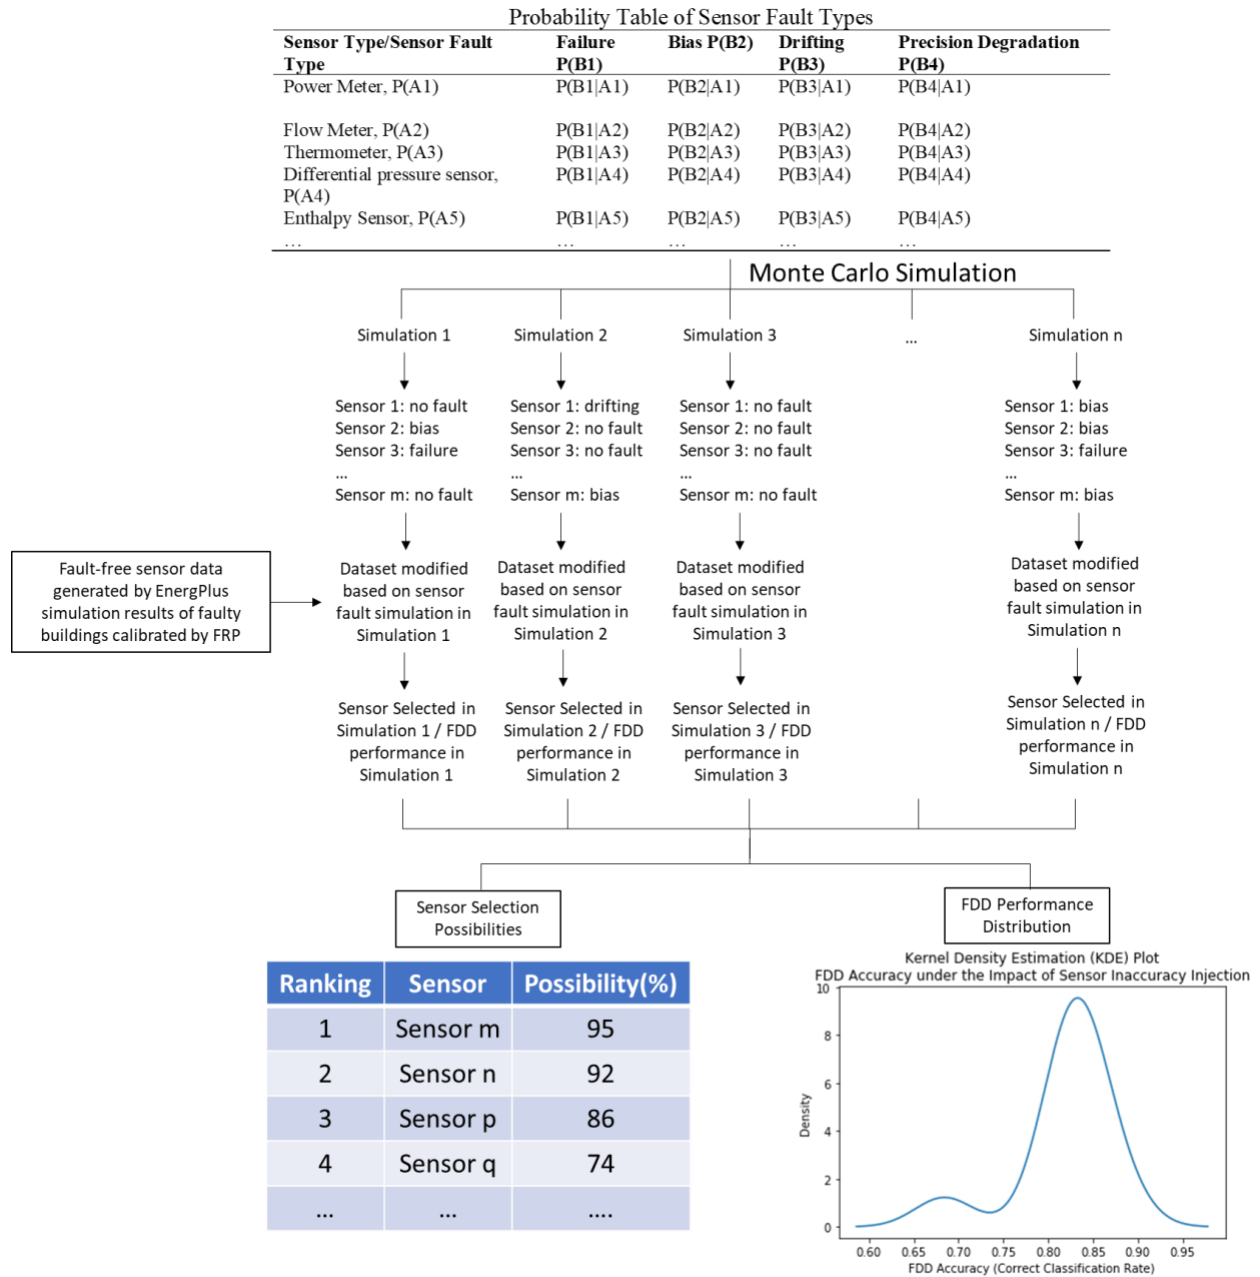 Probability Table of Sensor Fault Types
Sensor Type/Sensor Fault Type Failure P(B1) Bias P(B2) Drifting P(B3) Precision Degradation P(B4)
Power Meter, P(A1) P(B1|A1) P(B2|A1) P(B3|A1) P(B4|A1)
Flow Meter, P(A2) P(B1|A2) P(B2|A2) P(B3|A2) P(B4|A2)
Thermometer, P(A3) P(B1|A3) P(B2|A3) P(B3|A3) P(B4|A3)
Differential pressure sensor, P(A4) P(B1|A4) P(B2|A4) P(B3|A4) P(B4|A4)
Enthalpy Sensor, P(A5) P(B1|A5) P(B2|A5) P(B3|A5) P(B4|A5)
… … … … …
Monte Carlo Simulation
Simulation 1
Simulation 2
Simulation 3
...
Simulation n
Sensor 1: no fault
Sensor 2: bias
Sensor 3: failure
...
Sensor m: no fault
Sensor 1: drifting
Sensor 2: no fault
Sensor 3: no fault
...
Sensor m: bias
Sensor 1: no fault
Sensor 2: no fault
Sensor 3: no fault
...
Sensor m: no fault
Sensor 1: bias
Sensor 2: bias
Sensor 3: failure
...
Sensor m: bias
Fault-free sensor data
generated by EnergPlus
simulation results of faulty
buildings calibrated by FRP
Dataset modified
based on sensor
fault simulation in
Simulation 1
Dataset modified
based on sensor
fault simulation in
Simulation 2
Dataset modified
based on sensor
fault simulation in
Simulation 3
Dataset modified
based on sensor
fault simulation in
Simulation n
Sensor Selected in
Simulation 1 / FDD
performance in
Simulation 1
Sensor Selected in
Simulation 2 / FDD
performance in
Simulation 2
Sensor Selected in
Simulation 3 / FDD
performance in
Simulation 3
Sensor Selected in
Simulation n / FDD
performance in
Simulation n
Sensor Selection
Possibilities
FDD Performance
Distribution
Ranking Sensor Possibility(%)
1 Sensor m 95
2 Sensor n 92
3 Sensor p 86
4 Sensor q 74
... ... ....
Kernel Density Estimation (KDE) Plot
FDD Accuracy under the Impact of Sensor Inaccuracy Injection
10
8
6
4
2
0
Density
0.60 0.65 0.70 0.75 0.80 0.85 0.90 0.95
FDD Accuracy (Correct Classification Rate)